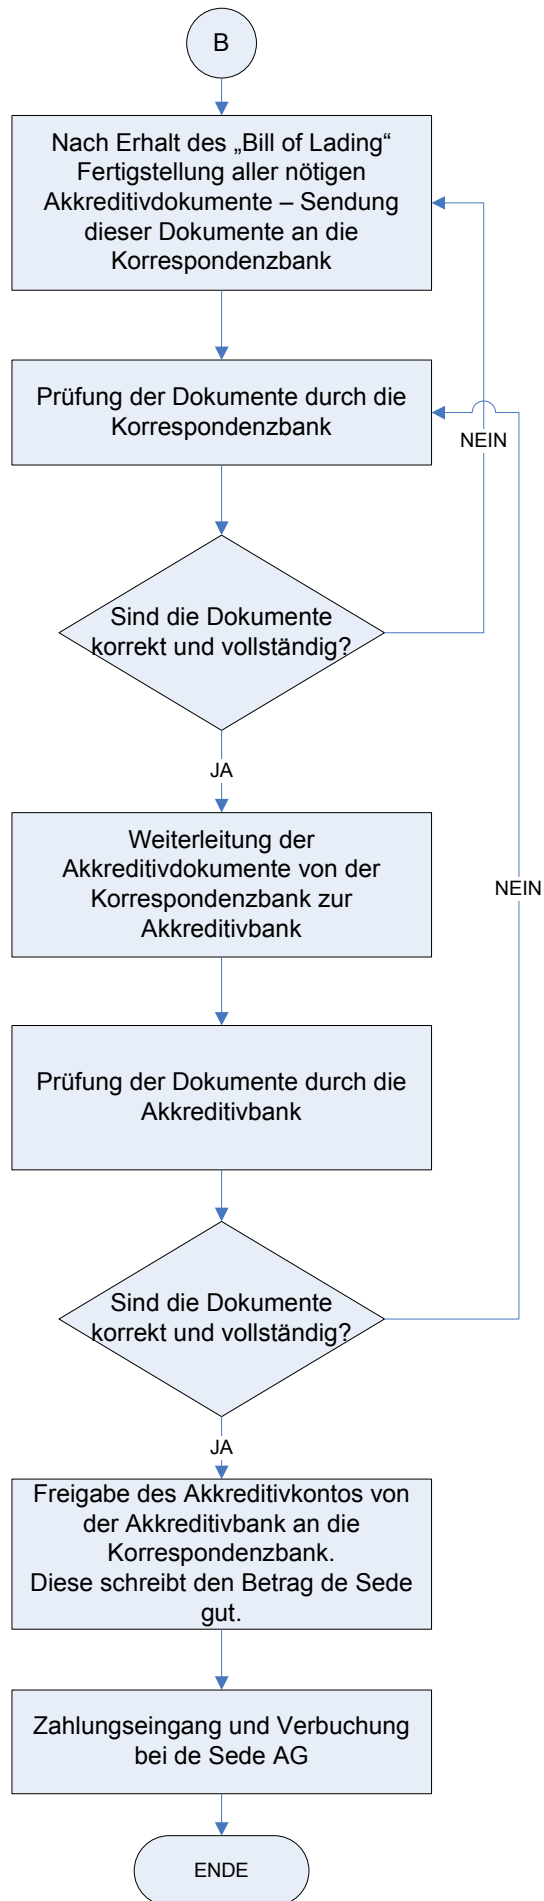 B
Nach Erhalt des „Bill of Lading“
Fertigstellung aller nötigen
Akkreditivdokumente – Sendung
dieser Dokumente an die
Korrespondenzbank
Prüfung der Dokumente durch die
Korrespondenzbank
NEIN
Sind die Dokumente
korrekt und vollständig?
JA
Weiterleitung der
Akkreditivdokumente von der
Korrespondenzbank zur
Akkreditivbank
NEIN
Prüfung der Dokumente durch die
Akkreditivbank
Sind die Dokumente
korrekt und vollständig?
JA
Freigabe des Akkreditivkontos von
der Akkreditivbank an die
Korrespondenzbank.
Diese schreibt den Betrag de Sede
gut.
Zahlungseingang und Verbuchung
bei de Sede AG
ENDE